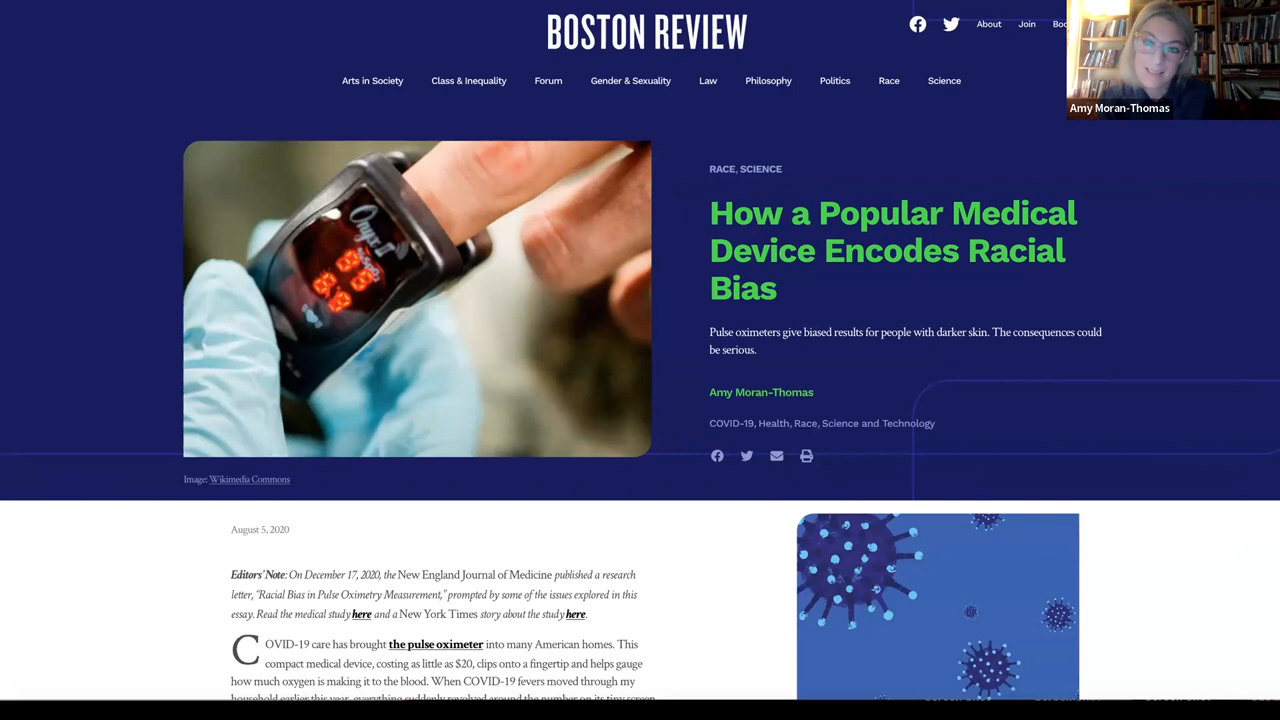 BOSTON REVIEW
About Join
Amy Moran-Thomas
Arts in Society Class & Inequality Forum Gender & Sexuality Law Philosophy Politics Race Science
Onyx
%SpO2
RACE, SCIENCE
How a Popular Medical
Device Encodes Racial
Bias
Pulse oximeters give biased results for people with darker skin. The consequences could
be serious.
Amy Moran-Thomas
COVID-19, Health, Race, Science and Technology
Image: Wikimedia Commons
August 5, 2020
Editors' Note: On December 17, 2020, the New England Journal of Medicine published a research
letter, “Racial Bias in Pulse Oximetry Measurement,” prompted by some of the issues explored in this
essay. Read the medical study here and a New York Times story about the study here.
COVID-19 care has brought the pulse oximeter into many American homes. This
compact medical device, costing as little as $20, clips onto a fingertip and helps gauge
how much oxygen is making it to the blood. When COVID-19 fevers moved through my
household earlier this year, everything suddenly revolved around the number on its tiny screen